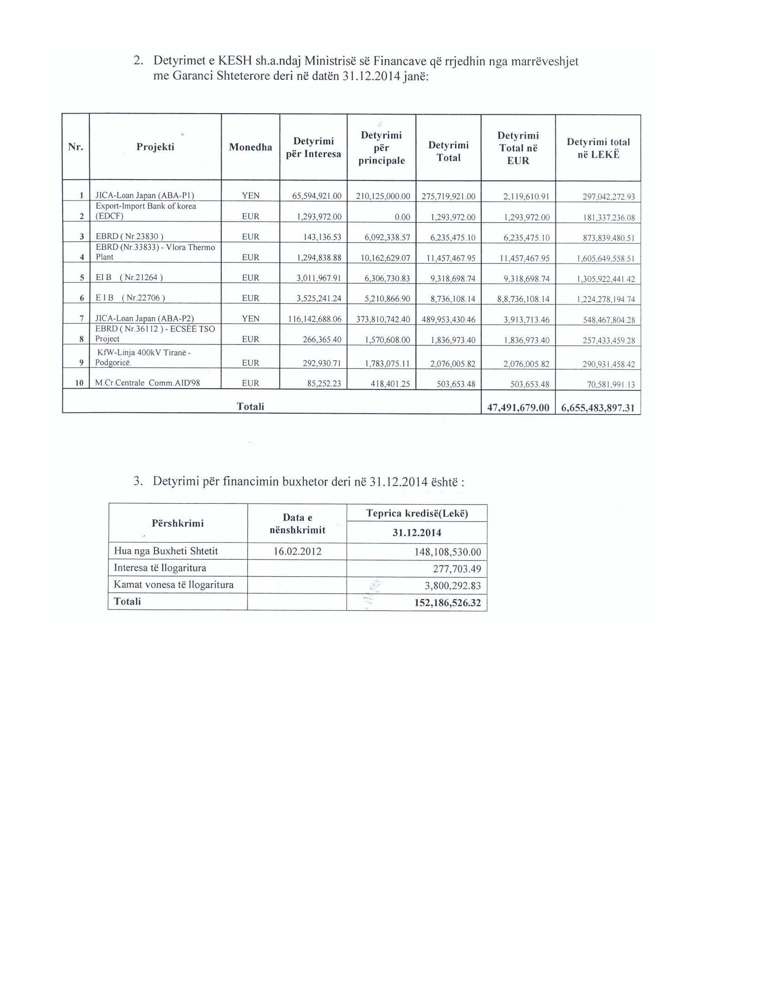 2. Detyrimet e KESH sh.a.ndaj Ministrisë së Financave që rrjedhin nga marrëveshjet
me Garanci Shteterore deri në datën 31.12.2014 janë:
Nr. Projekti Monedha Detyrimi për Interesa Detyrimi për principale Detyrimi Total Detyrimi Total në EUR Detyrimi total në LEKË
1 JICA-Loan Japan (ABA-P1) YEN 65,594,921.00 210,125,000.00 275,719,921.00 2,119,610.91 297,042,272.93
Export-Import Bank of korea
2 (EDCF) EUR 1,293,972.00 0.00 1,293,972.00 1,293,972.00 181,337,236.08
3 EBRD ( Nr.23830 ) EUR 143,136.53 6,092,338.57 6,235,475.10 6,235,475.10 873,839,480.51
EBRD (Nr.33833) - Vlora Thermo
4 Plant EUR 1,294,838.88 10,162,629.07 11,457,467.95 11,457,467.95 1,605,649,558.51
5 EI B ( Nr.21264 ) EUR 3,011,967.91 6,306,730.83 9,318,698.74 9,318,698.74 1,305,922,441.42
6 E I B ( Nr.22706 ) EUR 3,525,241.24 5,210,866.90 8,736,108.14 8,8,736,108.14 1,224,278,194.74
7 JICA-Loan Japan (ABA-P2) YEN 116,142,688.06 373,810,742.40 489,953,430.46 3,913,713.46 548,467,804.28
EBRD ( Nr.36112 ) - ECSËË TSO
8 Project EUR 266,365.40 1,570,608.00 1,836,973.40 1,836,973.40 257,433,459.28
KfW-Linja 400kV Tiranë -
9 Podgoricë. EUR 292,930.71 1,783,075.11 2,076,005.82 2,076,005.82 290,931,458.42
10 M.Cr.Centrale Comm.AID'98 EUR 85,252.23 418,401.25 503,653.48 503,653.48 70,581,991.13
Totali 47,491,679.00 6,655,483,897.31
3. Detyrimi për financimin buxhetor deri në 31.12.2014 është :
Përshkrimi Data e nënshkrimit Teprica kredisë(Lekë)
31.12.2014
Hua nga Buxheti Shtetit 16.02.2012 148,108,530.00
Interesa të llogaritura 277,703.49
Kamat vonesa të llogaritura 3,800,292.83
Totali 152,186,526.32